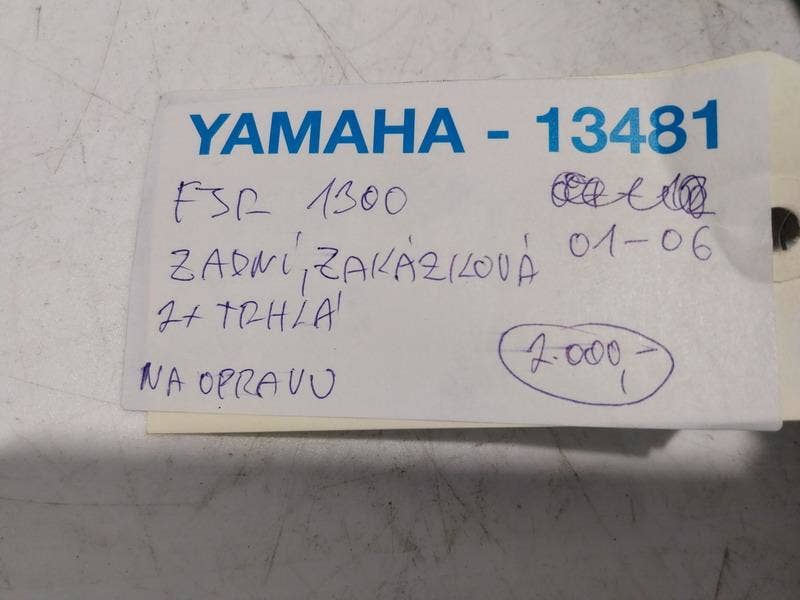 YAMAHA - 13481
FJR 1300
01-06
ZADNÍ, ZAKÁZKOVÁ
2x TRHLÁ
2.000,-
NA OPRAVU